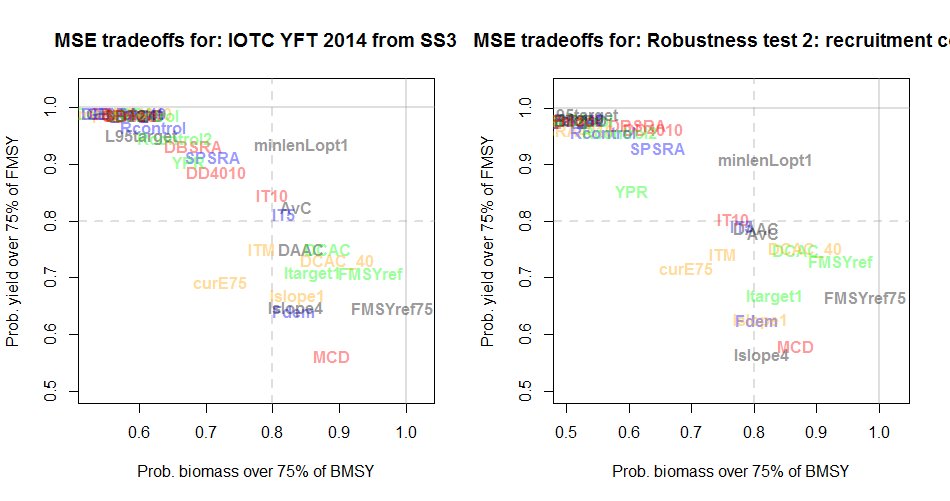 MSE tradeoffs for: IOTC YFT 2014 from SS3
Prob. yield over 75% of FMSY
1.0
0.9
0.8
0.7
0.6
0.5
Rcontrol
L95target
Rcontrol2
DBSRA
YPR
SPSRA
DD4010
minlenLopt1
IT10
AvC
IT5
ITM
DAAC
DCAC
DCAC_40
curE75
Itarget1
FMSYref
Islope1
Islope4
Fdem
FMSYref75
MCD
0.6 0.7 0.8 0.9 1.0
Prob. biomass over 75% of BMSY
MSE tradeoffs for: Robustness test 2: recruitment
Prob. yield over 75% of FMSY
1.0
0.9
0.8
0.7
0.6
0.5
95target
DBSRA
DD4010
Rcontrol
SPSRA
minlenLopt1
YPR
IT10
IT5
DAAC
AvC
ITM
DCAC_40
DCAC
FMSYref
curE75
Itarget1
FMSYref75
Islope1
Fdem
Islope4
MCD
0.5 0.6 0.7 0.8 0.9 1.0
Prob. biomass over 75% of BMSY